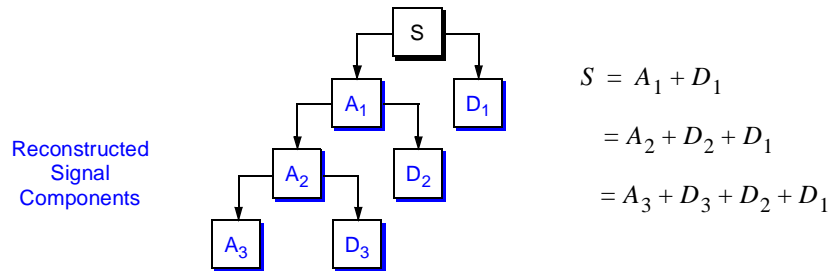 S
A₁ D₁
S = A₁ + D₁
A₂ D₂
= A₂ + D₂ + D₁
Reconstructed
Signal
Components
A₃ D₃
= A₃ + D₃ + D₂ + D₁